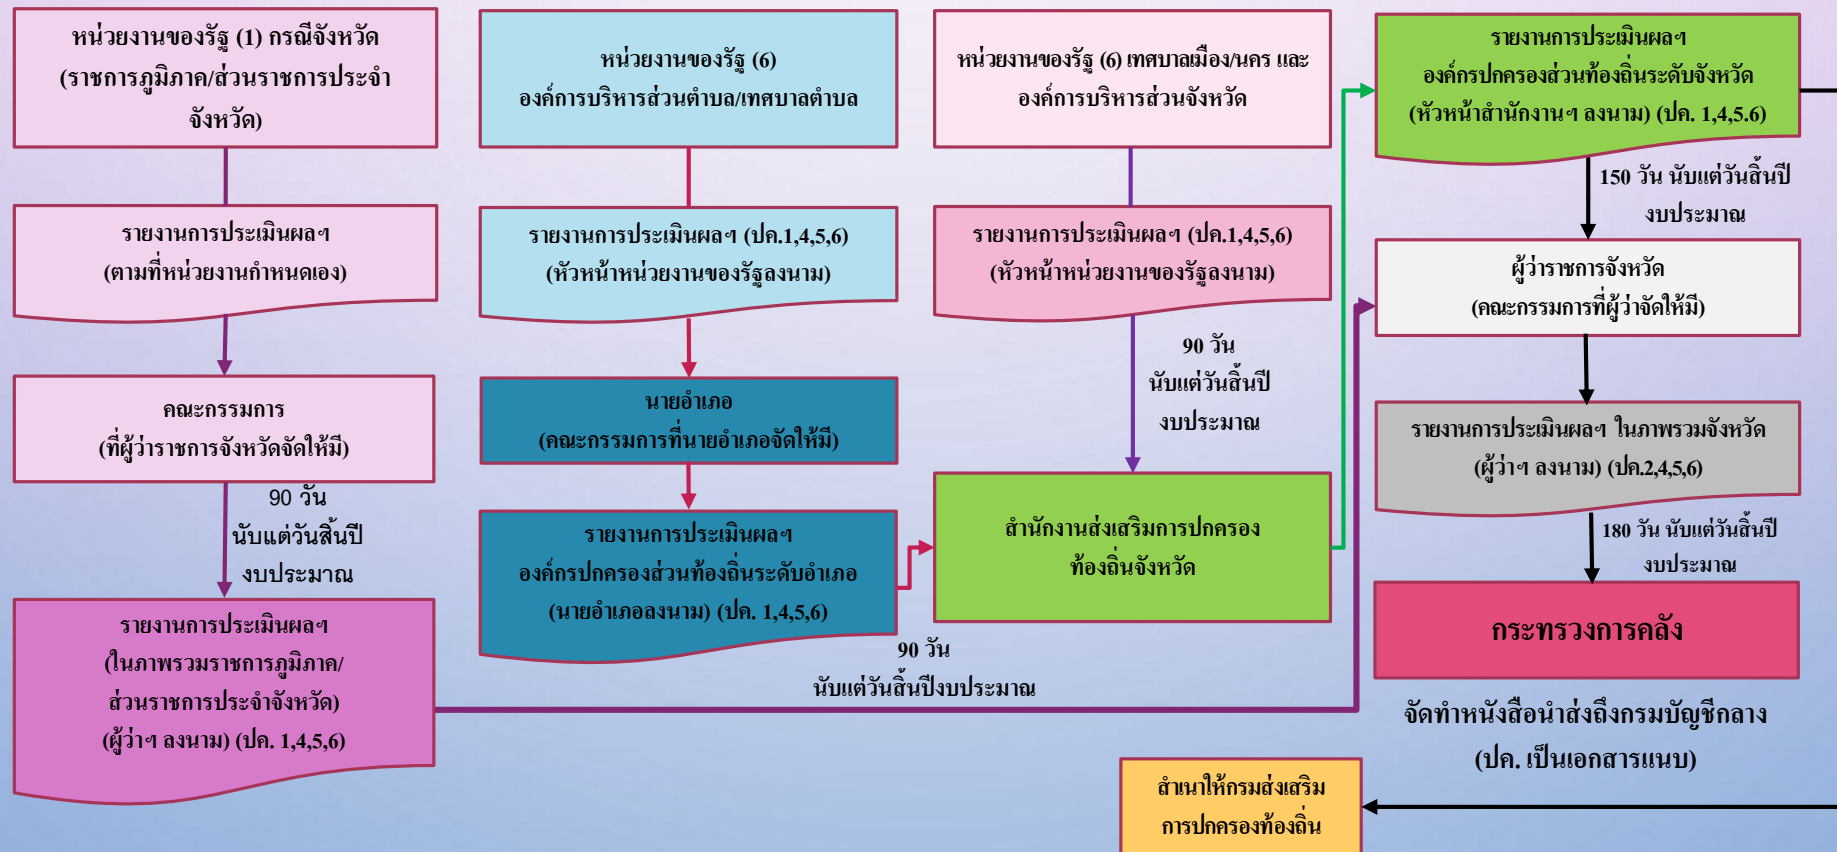 หน่วยงานของรัฐ (1) กรณีจังหวัด
(ราชการภูมิภาค/ส่วนราชการประจำ
จังหวัด)
รายงานการประเมินผลฯ
(ตามที่หน่วยงานกำหนดเอง)
คณะกรรมการ
(ที่ผู้ว่าราชการจังหวัดจัดให้มี)
90 วัน
นับแต่วันสิ้นปี
งบประมาณ
รายงานการประเมินผลฯ
(ในภาพรวมราชการภูมิภาค/
ส่วนราชการประจำจังหวัด)
(ผู้ว่าฯ ลงนาม) (ปค. 1,4,5,6)
หน่วยงานของรัฐ (6)
องค์การบริหารส่วนตำบล/เทศบาลตำบล
รายงานการประเมินผลฯ (ปค.1,4,5,6)
(หัวหน้าหน่วยงานของรัฐลงนาม)
นายอำเภอ
(คณะกรรมการที่นายอำเภอจัดให้มี)
รายงานการประเมินผลฯ
องค์กรปกครองส่วนท้องถิ่นระดับอำเภอ
(นายอำเภอลงนาม) (ปค. 1,4,5,6)
90 วัน
นับแต่วันสิ้นปีงบประมาณ
หน่วยงานของรัฐ (6) เทศบาลเมือง/นคร และ
องค์การบริหารส่วนจังหวัด
รายงานการประเมินผลฯ (ปค.1,4,5,6)
(หัวหน้าหน่วยงานของรัฐลงนาม)
90 วัน
นับแต่วันสิ้นปี
งบประมาณ
สำนักงานส่งเสริมการปกครอง
ท้องถิ่นจังหวัด
รายงานการประเมินผลฯ
องค์กรปกครองส่วนท้องถิ่นระดับจังหวัด
(หัวหน้าสำนักงานฯ ลงนาม) (ปค. 1,4,5.6)
150 วัน นับแต่วันสิ้นปี
งบประมาณ
ผู้ว่าราชการจังหวัด
(คณะกรรมการที่ผู้ว่าจัดให้มี)
รายงานการประเมินผลฯ ในภาพรวมจังหวัด
(ผู้ว่าฯ ลงนาม) (ปค.2,4,5,6)
180 วัน นับแต่วันสิ้นปี
งบประมาณ
กระทรวงการคลัง
จัดทำหนังสือนำส่งถึงกรมบัญชีกลาง
(ปค. เป็นเอกสารแนบ)
สำเนาให้กรมส่งเสริม
การปกครองท้องถิ่น